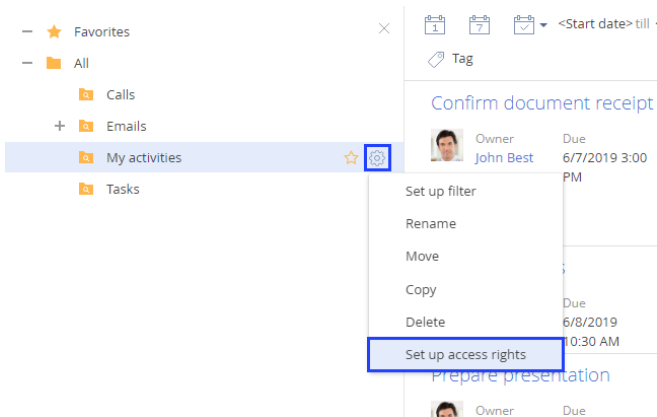 Favorites
All
Calls
Emails
My activities
Tasks
Set up filter
Rename
Move
Copy
Delete
Set up access rights
1
7
<Start date> till
Tag
Confirm document receipt
Owner Due
John Best 6/7/2019 3:00
PM
Due
6/8/2019
10:30 AM
Prepare presentation
Owner Due